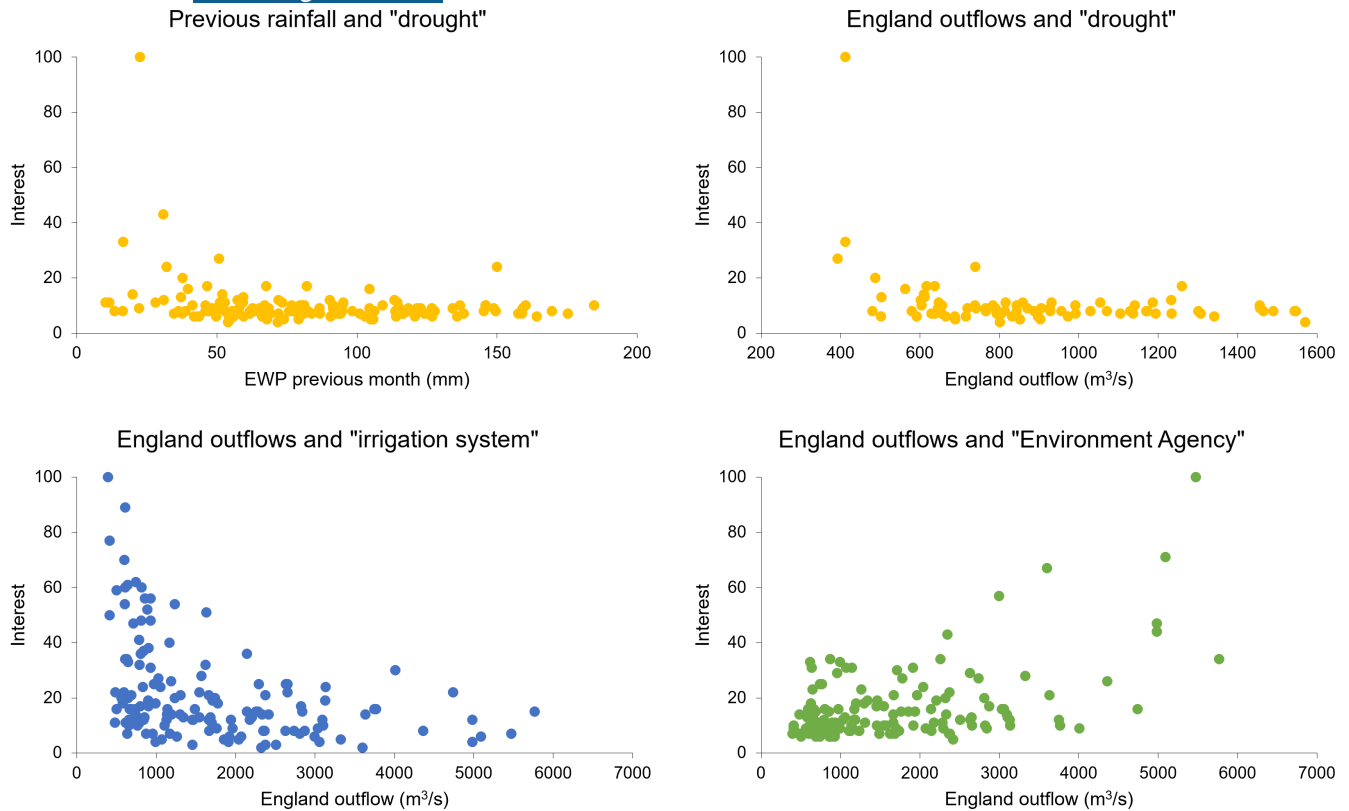 Previous rainfall and "drought"
100
80
60
40
20
0
Interest
0 50 100 150 200
EWP previous month (mm)
England outflows and "drought"
100
80
60
40
20
0
Interest
200 400 600 800 1000 1200 1400 1600
England outflow (m³/s)
England outflows and "irrigation system"
100
80
60
40
20
0
Interest
0 1000 2000 3000 4000 5000 6000 7000
England outflow (m³/s)
England outflows and "Environment Agency"
100
80
60
40
20
0
Interest
0 1000 2000 3000 4000 5000 6000 7000
England outflow (m³/s)